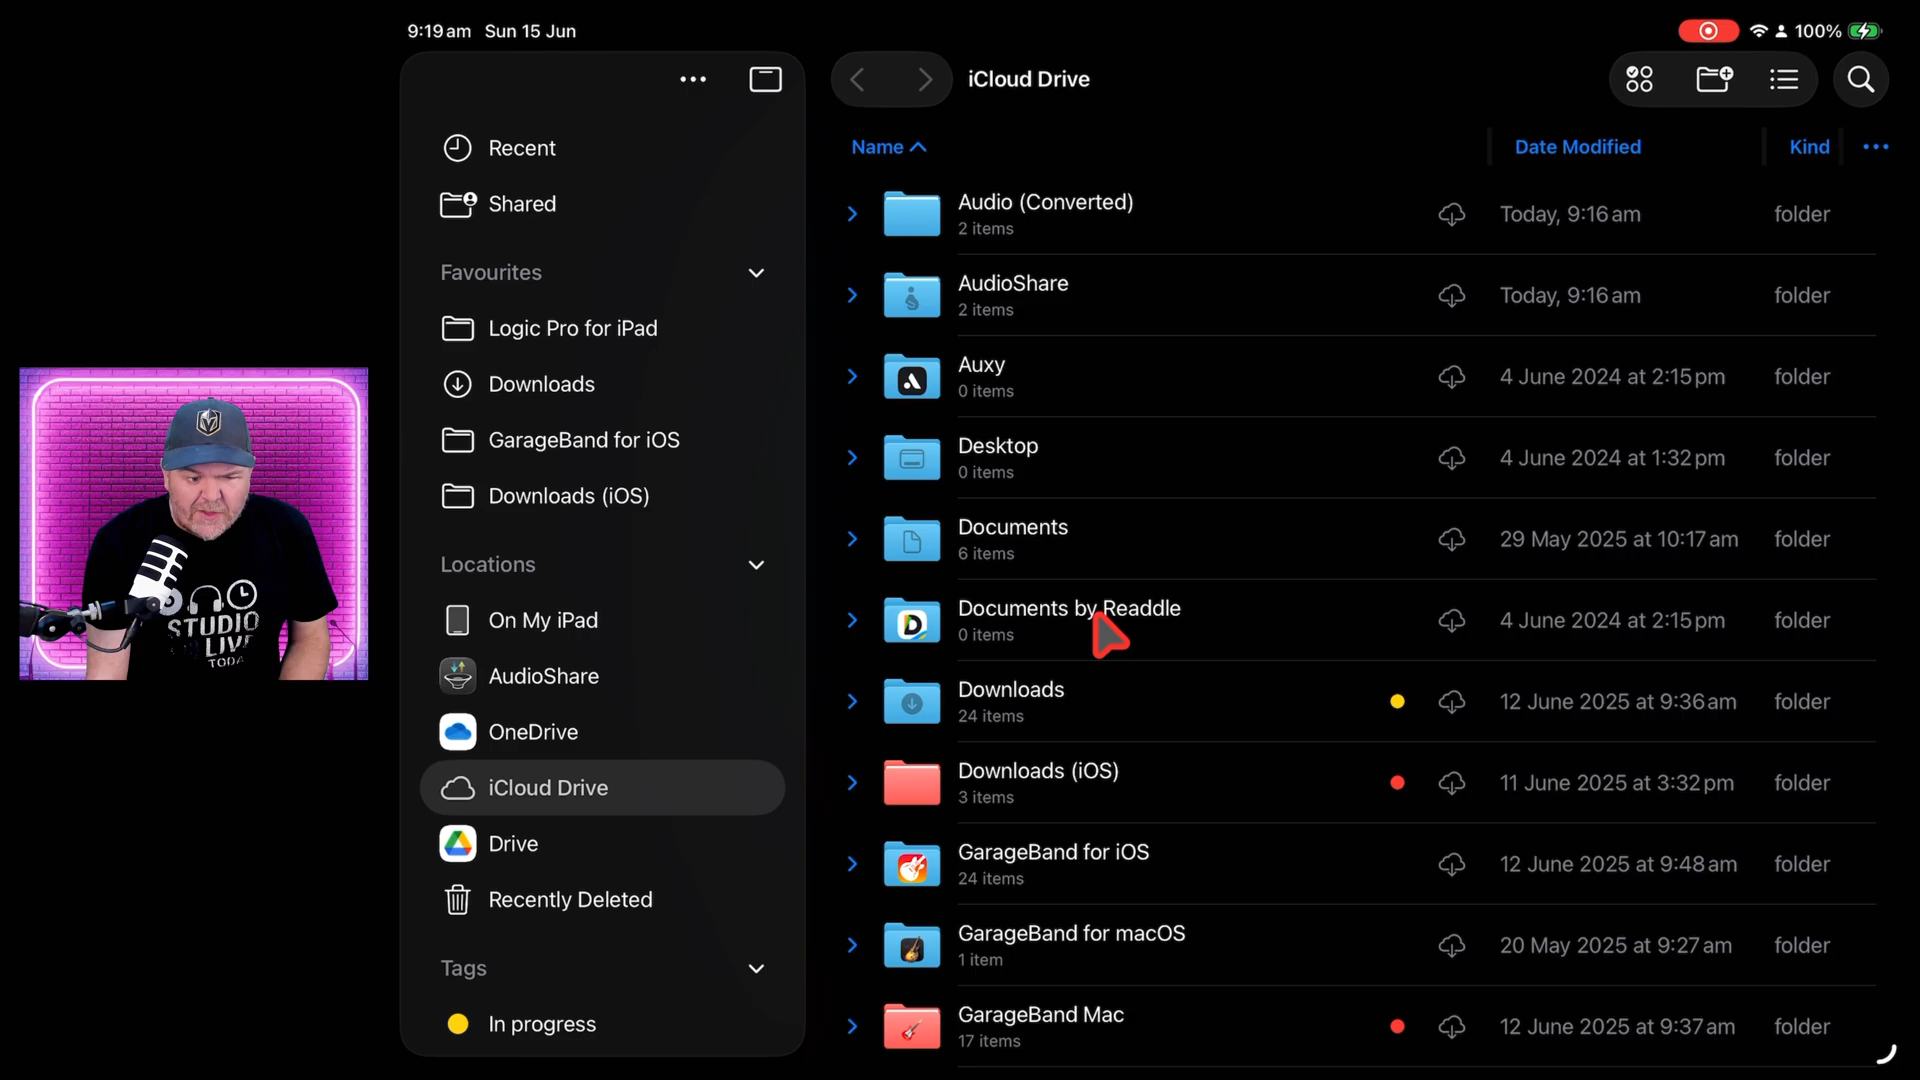 9:19 am Sun 15 Jun
100%
Recent
Shared
Favourites
Logic Pro for iPad
Downloads
GarageBand for iOS
Downloads (iOS)
Locations
On My iPad
AudioShare
OneDrive
iCloud Drive
Drive
Recently Deleted
Tags
In progress
iCloud Drive
Name Date Modified Kind
Audio (Converted)
2 items
Today, 9:16 am folder
AudioShare
2 items
Today, 9:16 am folder
Auxy
0 items
4 June 2024 at 2:15 pm folder
Desktop
0 items
4 June 2024 at 1:32 pm folder
Documents
6 items
29 May 2025 at 10:17 am folder
Documents by Readdle
0 items
4 June 2024 at 2:15 pm folder
Downloads
24 items
12 June 2025 at 9:36 am folder
Downloads (iOS)
3 items
11 June 2025 at 3:32 pm folder
GarageBand for iOS
24 items
12 June 2025 at 9:48 am folder
GarageBand for macOS
1 item
20 May 2025 at 9:27 am folder
GarageBand Mac
17 items
12 June 2025 at 9:37 am folder
STUDIO
LIVE
TODAY